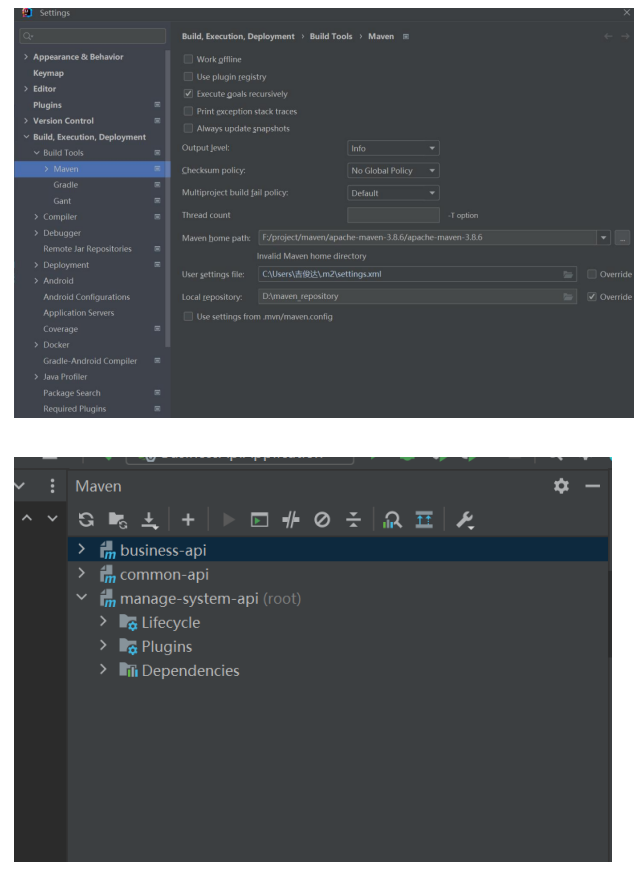 Settings
Build, Execution, Deployment › Build Tools › Maven
Appearance & Behavior
Keymap
Editor
Plugins
Version Control
Build, Execution, Deployment
Build Tools
Maven
Gradle
Gant
Compiler
Debugger
Remote Jar Repositories
Deployment
Android
Android Configurations
Application Servers
Coverage
Docker
Gradle-Android Compiler
Java Profiler
Package Search
Required Plugins
Work offline
Use plugin registry
Execute goals recursively
Print exception stack traces
Always update snapshots
Output level: Info
Checksum policy: No Global Policy
Multiproject build fail policy: Default
Thread count -T option
Maven home path: F:/project/maven/apache-maven-3.8.6/apache-maven-3.8.6 ...
Invalid Maven home directory
User settings file: C:\Users\吉俊达\.m2\settings.xml Override
Local repository: D:\maven_repository Override
Use settings from .mvn/maven.config
Maven
business-api
common-api
manage-system-api (root)
Lifecycle
Plugins
Dependencies